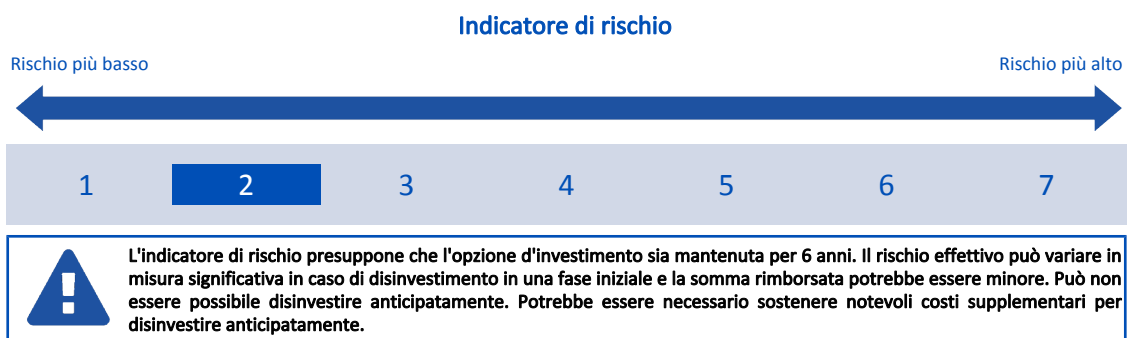 Indicatore di rischio
Rischio più basso
Rischio più alto
1 2 3 4 5 6 7
L'indicatore di rischio presuppone che l'opzione d'investimento sia mantenuta per 6 anni. Il rischio effettivo può variare in
misura significativa in caso di disinvestimento in una fase iniziale e la somma rimborsata potrebbe essere minore. Può non
essere possibile disinvestire anticipatamente. Potrebbe essere necessario sostenere notevoli costi supplementari per
disinvestire anticipatamente.